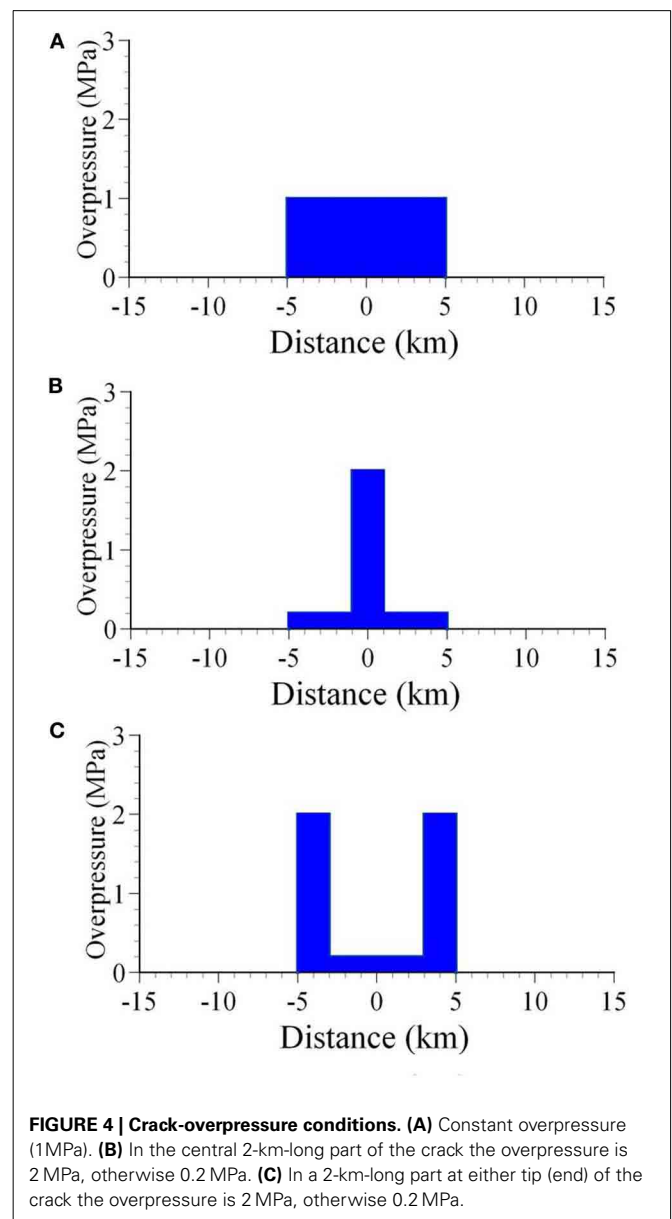 A
3
2
1
0
Overpressure (MPa)
-15 -10 -5 0 5 10 15
Distance (km)
B
3
2
1
0
Overpressure (MPa)
-15 -10 -5 0 5 10 15
Distance (km)
C
3
2
1
0
Overpressure (MPa)
-15 -10 -5 0 5 10 15
Distance (km)
FIGURE 4 | Crack-overpressure conditions. (A) Constant overpressure
(1MPa). (B) In the central 2-km-long part of the crack the overpressure is
2 MPa, otherwise 0.2 MPa. (C) In a 2-km-long part at either tip (end) of the
crack the overpressure is 2 MPa, otherwise 0.2 MPa.